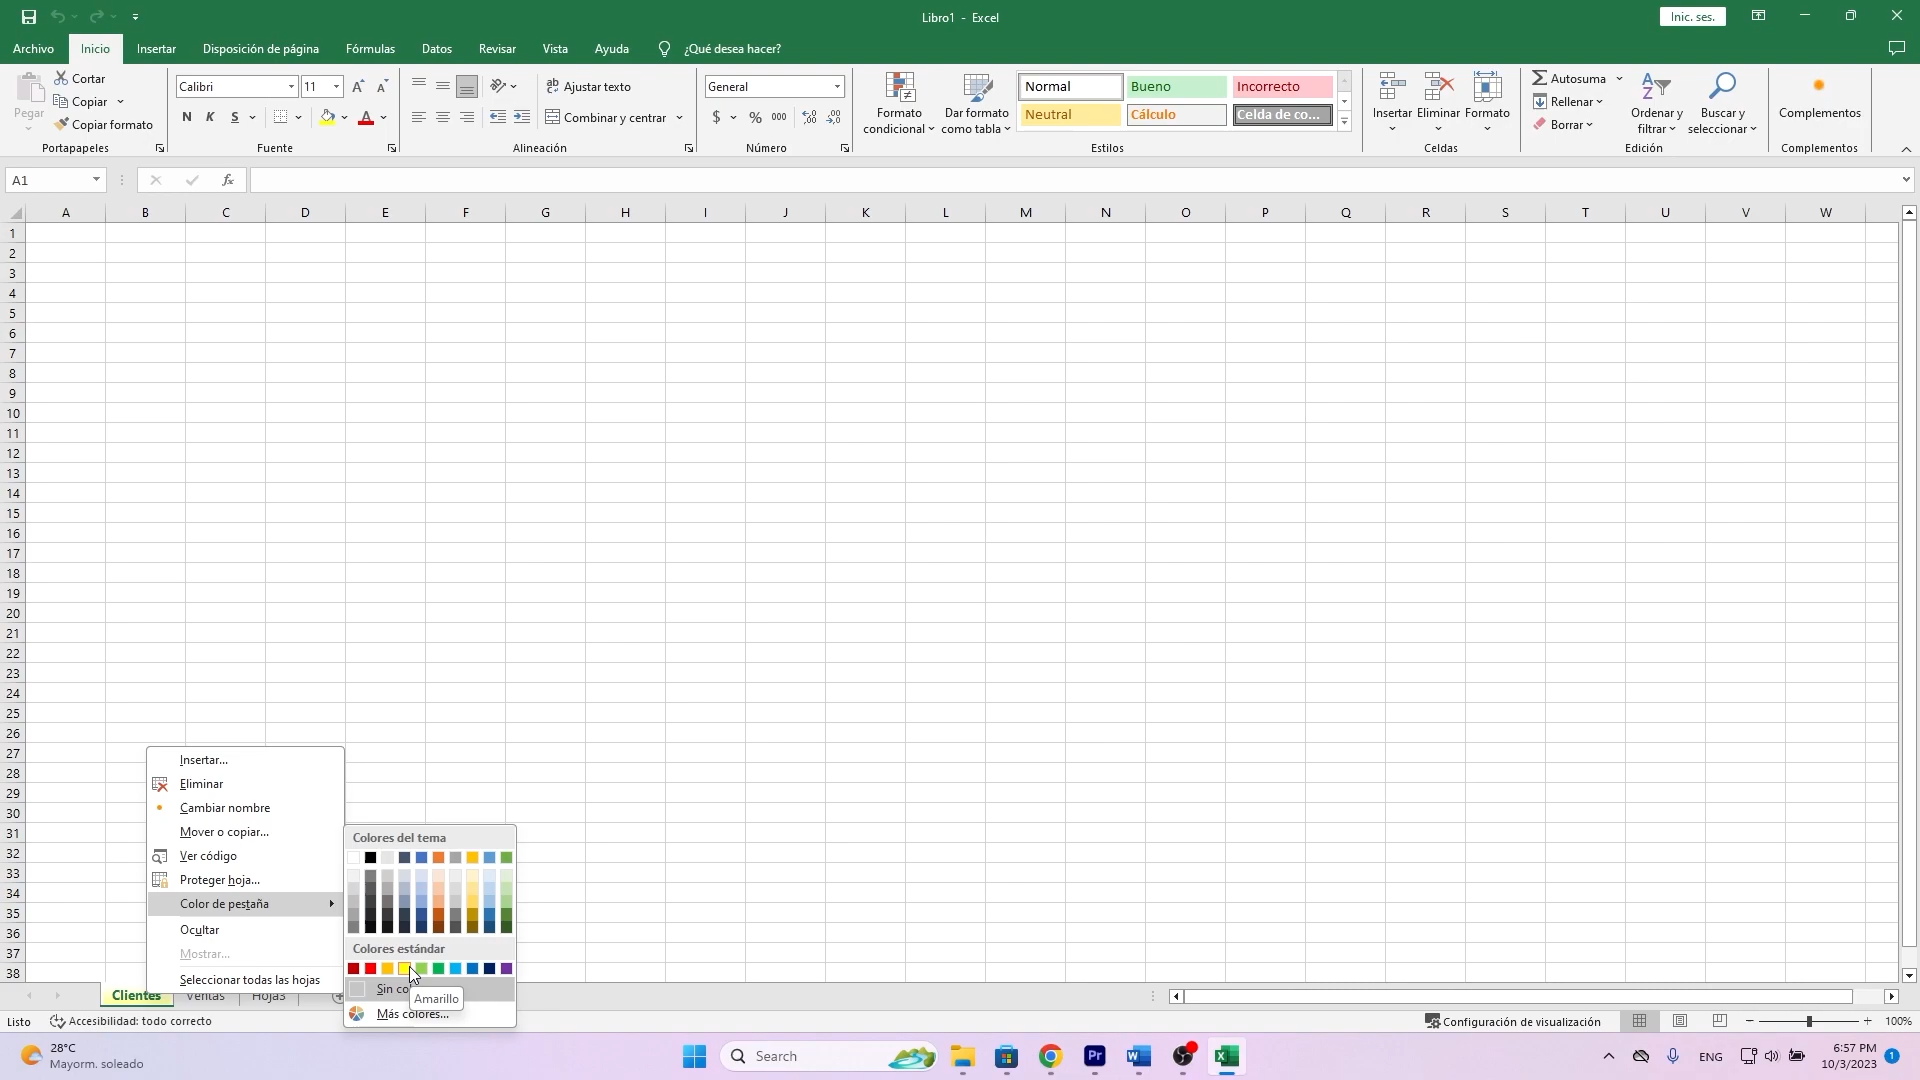 Libro1 - Excel
Inic. ses.
Archivo Inicio Insertar Disposición de página Fórmulas Datos Revisar Vista Ayuda ¿Qué desea hacer?
Pegar
Cortar
Copiar
Copiar formato
Portapapeles
Calibri 11
N K S
Fuente
Ajustar texto
Combinar y centrar
Alineación
General
$ % 000
Número
Formato condicional
Dar formato como tabla
Normal Bueno Incorrecto
Neutral Cálculo Celda de co...
Estilos
Insertar Eliminar Formato
Celdas
Autosuma
Rellenar
Borrar
Ordenar y filtrar
Buscar y seleccionar
Edición
Complementos
Complementos
A1 fx
A B C D E F G H I J K L M N O P Q R S T U V W
1
2
3
4
5
6
7
8
9
10
11
12
13
14
15
16
17
18
19
20
21
22
23
24
25
26
27
28
29
30
31
32
33
34
35
36
37
38
Insertar...
Eliminar
Cambiar nombre
Mover o copiar...
Ver código
Proteger hoja...
Color de pestaña
Ocultar
Mostrar...
Seleccionar todas las hojas
Colores del tema
Colores estándar
Sin co
Amarillo
Más colores...
Clientes Ventas Hoja3
Listo Accesibilidad: todo correcto
Configuración de visualización 100%
28°C
Mayorm. soleado
Search
Pr
ENG
6:57 PM
10/3/2023
1